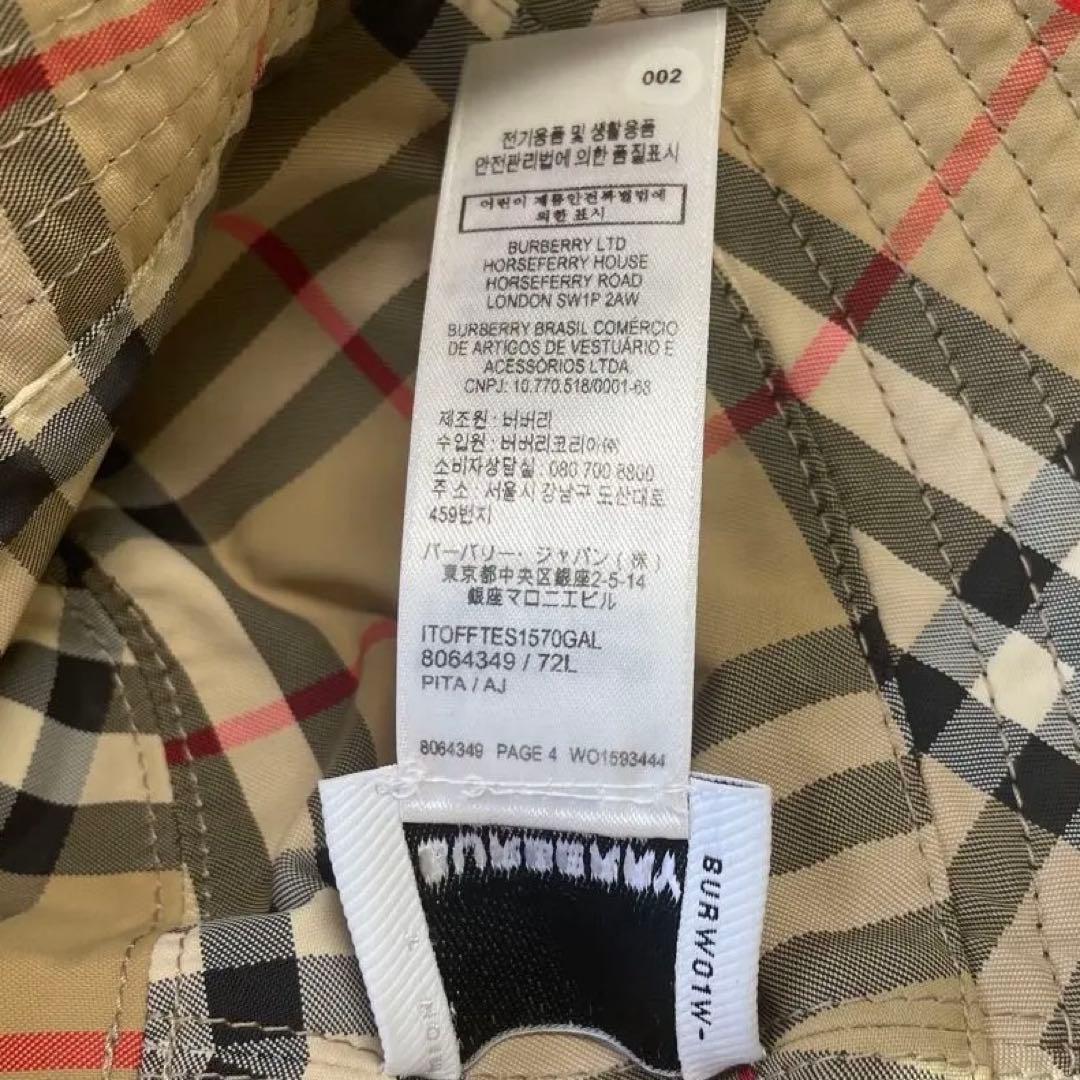 002
전기용품 및 생활용품
안전관리법에 의한 품질표시
어린이 제품안전특별법에
의한 표시
BURBERRY LTD
HORSEFERRY HOUSE
HORSEFERRY ROAD
LONDON SW1P 2AW
BURBERRY BRASIL COMÉRCIO
DE ARTIGOS DE VESTUÁRIO E
ACESSÓRIOS LTDA.
CNPJ: 10.770.518/0001-63
제조원 : 버버리
수입원 : 버버리코리아㈜
소비자상담실 : 080 700 8800
주 소 : 서울시 강남구 도산대로
459번지
バーバリー・ジャパン(株)
東京都中央区銀座2-5-14
銀座マロニエビル
ITOFFTES1570GAL
8064349 / 72L
PITA / AJ
8064349 PAGE 4 WO1593444
BURW01W-